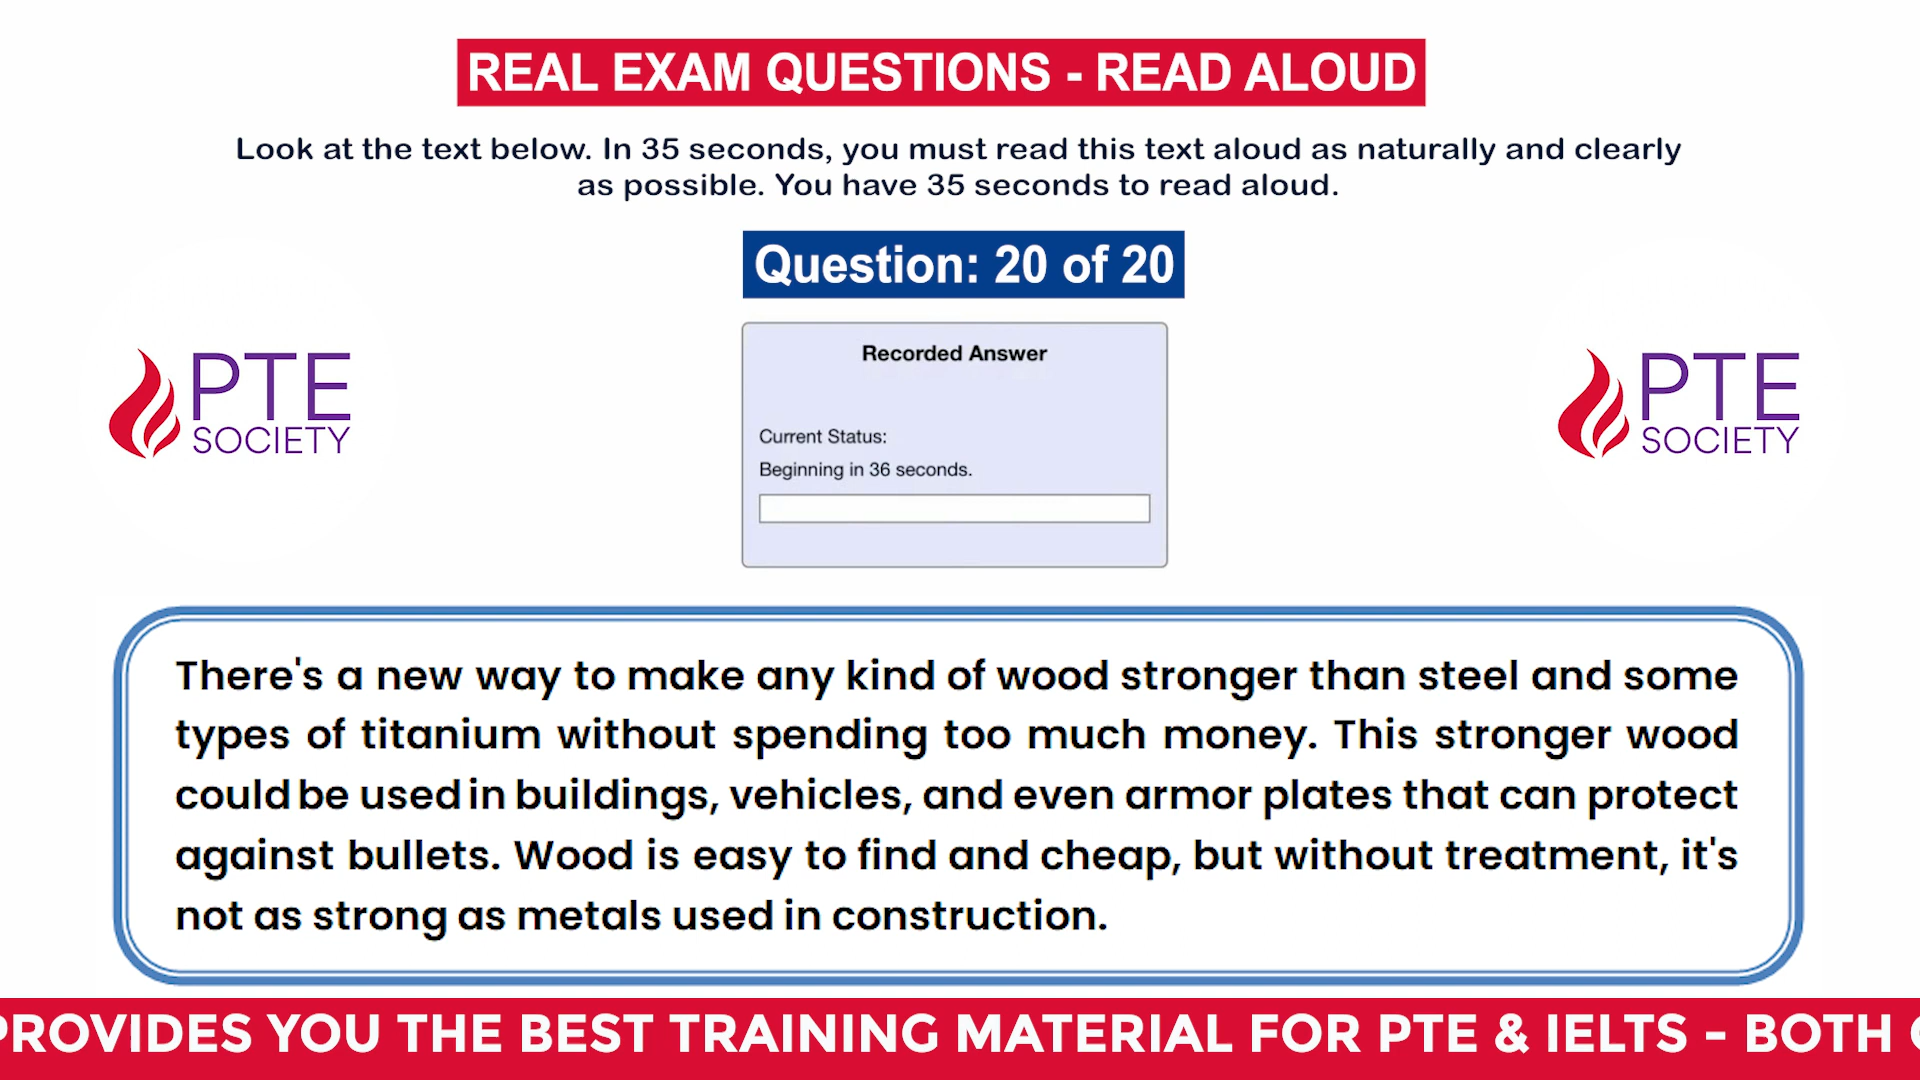 REAL EXAM QUESTIONS - READ ALOUD
Look at the text below. In 35 seconds, you must read this text aloud as naturally and clearly
as possible. You have 35 seconds to read aloud.
Question: 20 of 20
PTE
SOCIETY
Recorded Answer
Current Status:
Beginning in 36 seconds.
PTE
SOCIETY
There's a new way to make any kind of wood stronger than steel and some
types of titanium without spending too much money. This stronger wood
could be used in buildings, vehicles, and even armor plates that can protect
against bullets. Wood is easy to find and cheap, but without treatment, it's
not as strong as metals used in construction.
PROVIDES YOU THE BEST TRAINING MATERIAL FOR PTE & IELTS - BOTH